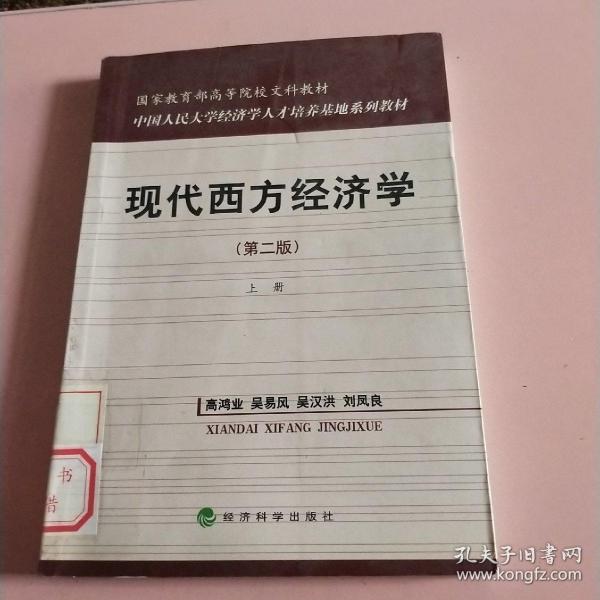 国家教育部高等院校文科教材
中国人民大学经济学人才培养基地系列教材
现代西方经济学
（第二版）
上 册
高鸿业 吴易风 吴汉洪 刘凤良
XIANDAI XIFANG JINGJIXUE
经济科学出版社
书
借
孔夫子旧书网
www.kongfz.com